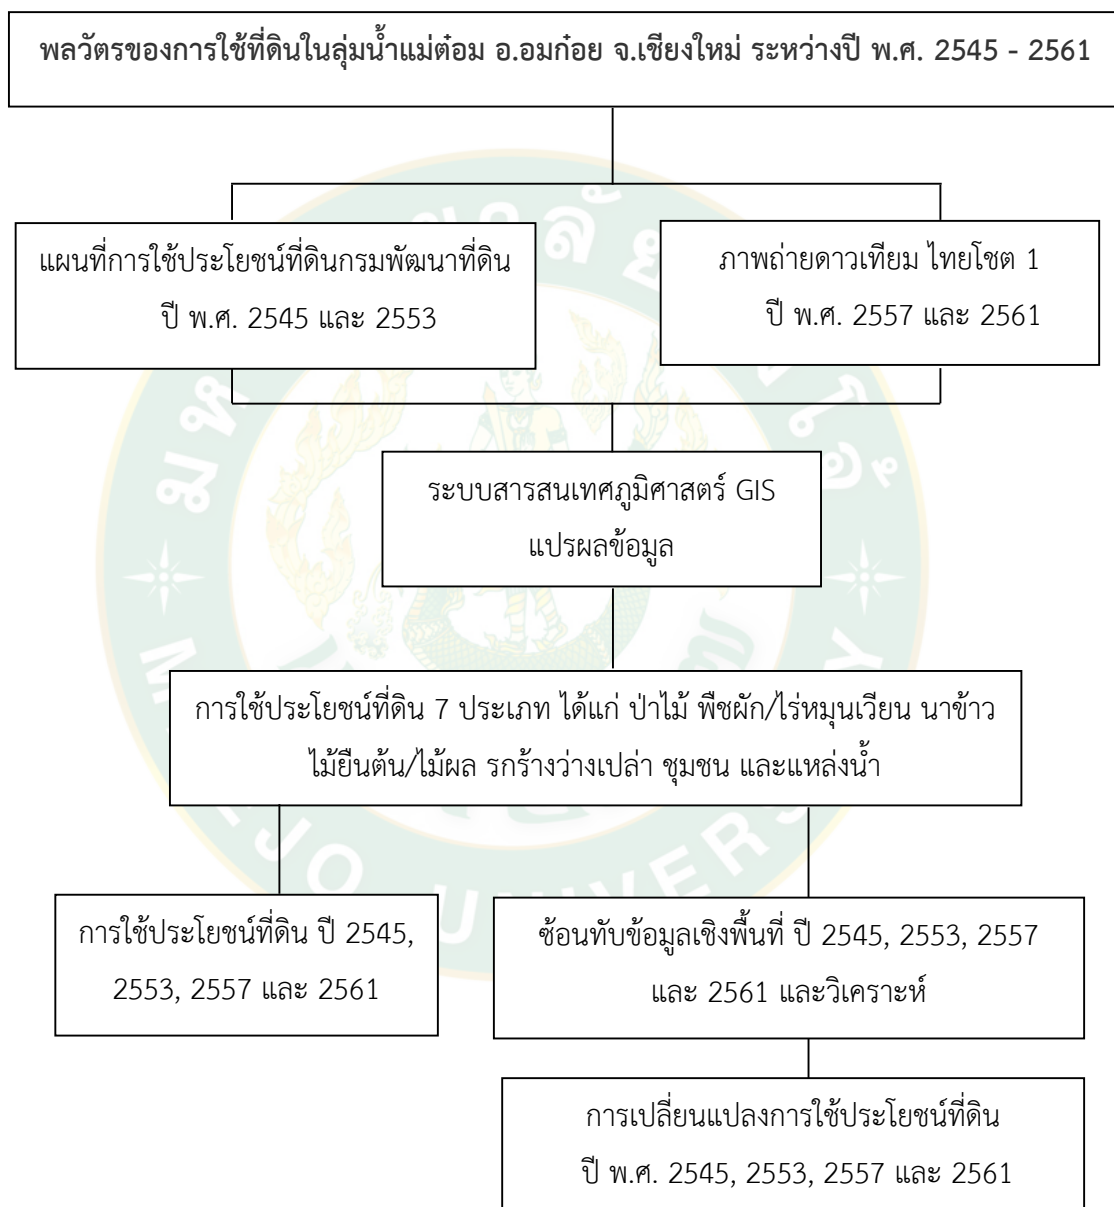 พลวัตรของการใช้ที่ดินในลุ่มน้ำแม่ต๋อม อ.อมก๋อย จ.เชียงใหม่ ระหว่างปี พ.ศ. 2545 - 2561
แผนที่การใช้ประโยชน์ที่ดินกรมพัฒนาที่ดิน
ปี พ.ศ. 2545 และ 2553
ภาพถ่ายดาวเทียม ไทยโชต 1
ปี พ.ศ. 2557 และ 2561
ระบบสารสนเทศภูมิศาสตร์ GIS
แปรผลข้อมูล
การใช้ประโยชน์ที่ดิน 7 ประเภท ได้แก่ ป่าไม้ พืชผัก/ไร่หมุนเวียน นาข้าว
ไม้ยืนต้น/ไม้ผล รกร้างว่างเปล่า ชุมชน และแหล่งน้ำ
การใช้ประโยชน์ที่ดิน ปี 2545,
2553, 2557 และ 2561
ซ้อนทับข้อมูลเชิงพื้นที่ ปี 2545, 2553, 2557
และ 2561 และวิเคราะห์
การเปลี่ยนแปลงการใช้ประโยชน์ที่ดิน
ปี พ.ศ. 2545, 2553, 2557 และ 2561